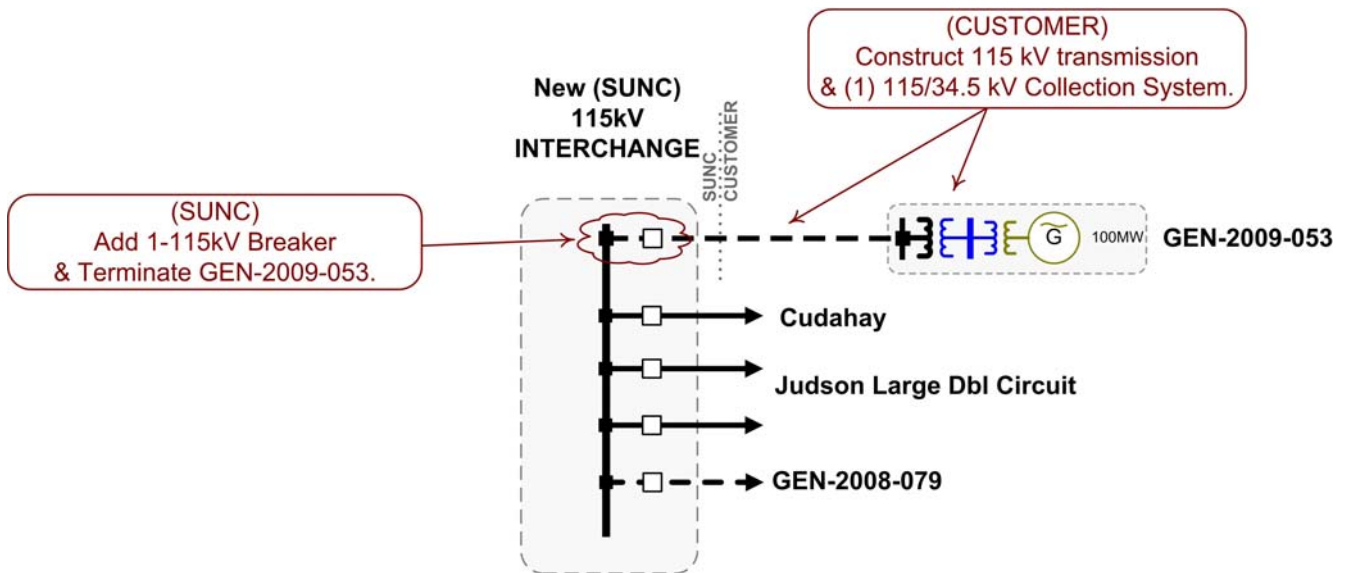 (CUSTOMER)
Construct 115 kV transmission
& (1) 115/34.5 kV Collection System.
New (SUNC)
115kV
INTERCHANGE
SUNC
CUSTOMER
(SUNC)
Add 1-115kV Breaker
& Terminate GEN-2009-053.
G
100MW
GEN-2009-053
Cudahay
Judson Large Dbl Circuit
GEN-2008-079